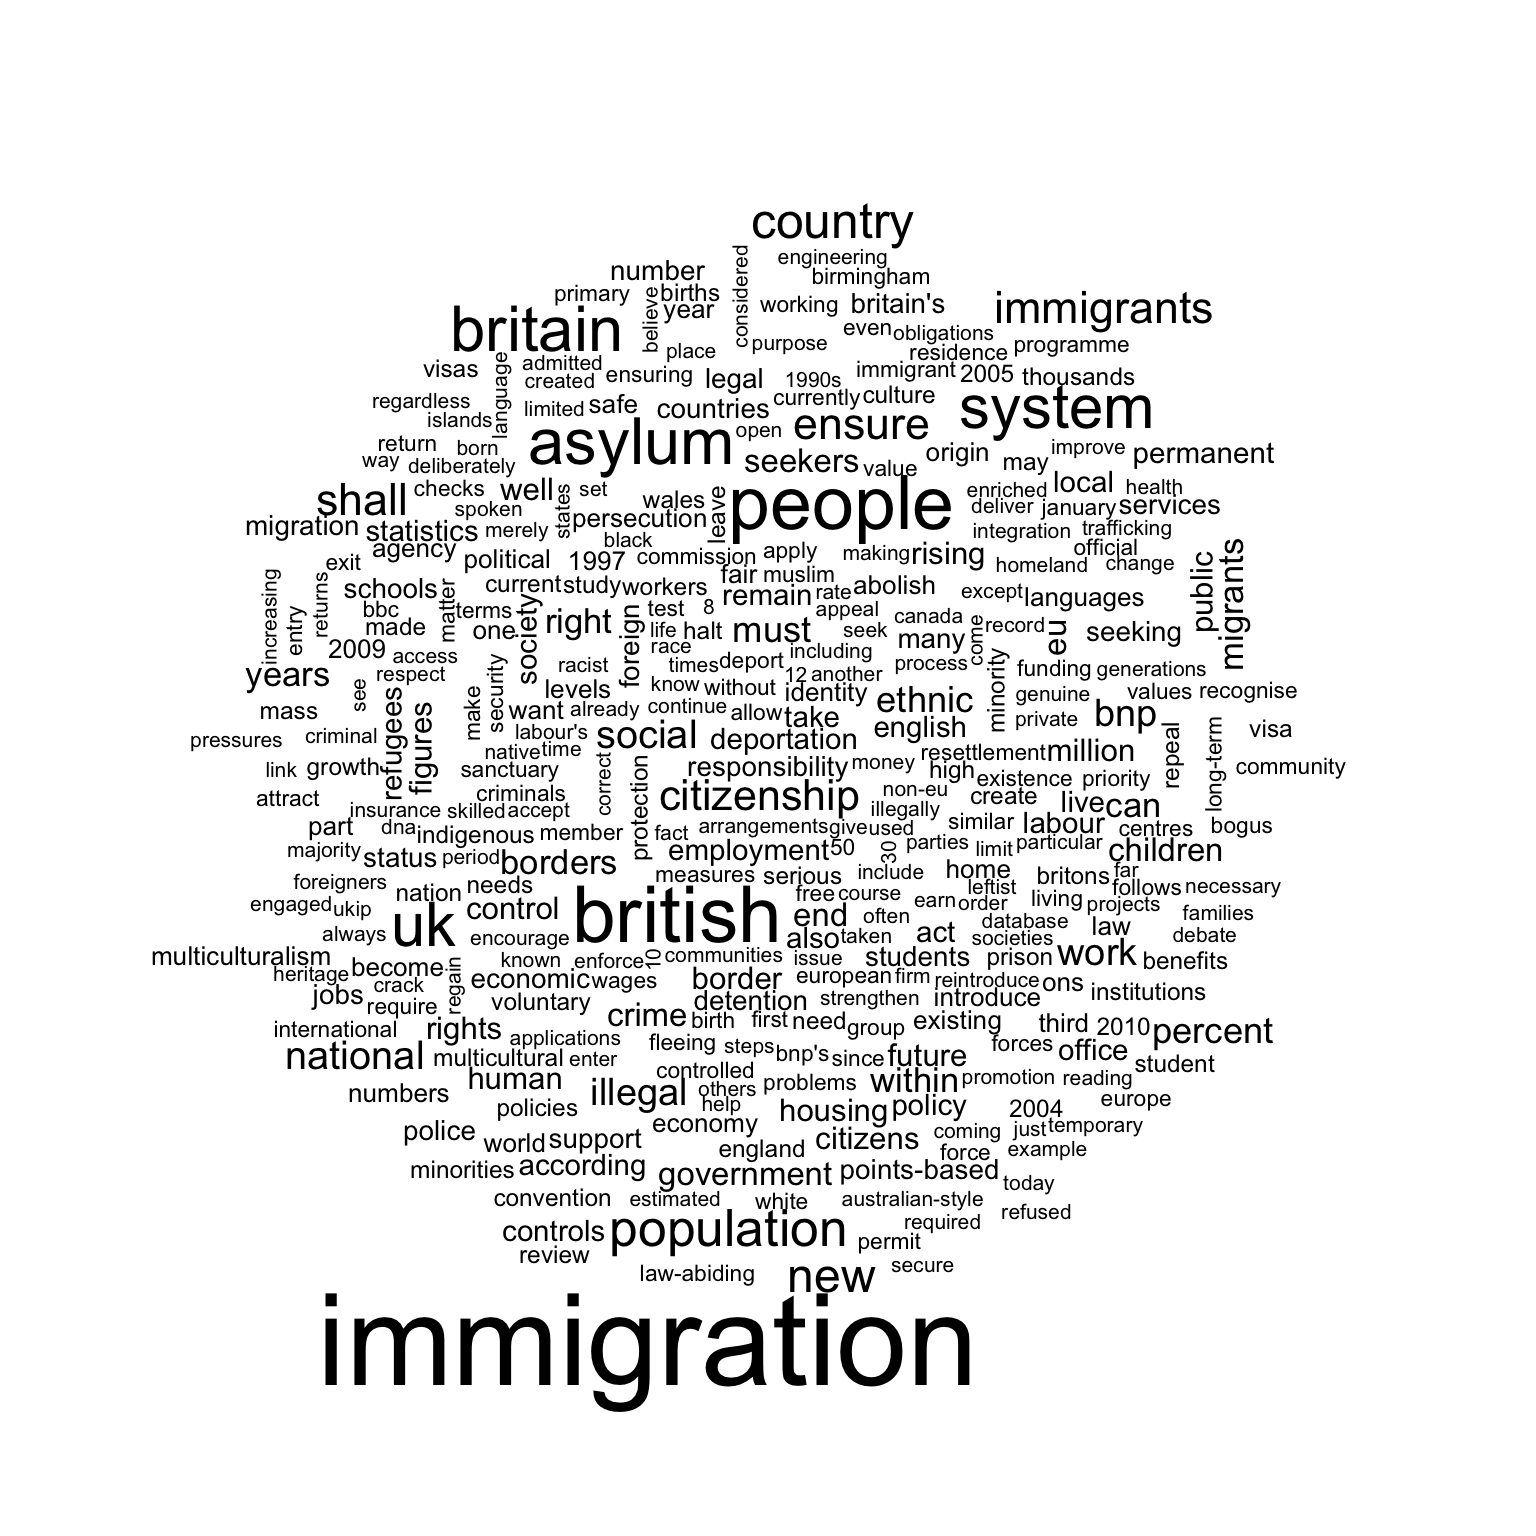 country
engineering
number considered birmingham
primary believe births year working britain's immigrants
britain even obligations
place purpose residence programme
visas language admitted ensuring legal 1990s immigrant 2005 thousands
created currently culture
regardless limited safe countries ensure system
islands asylum open
return born seekers value origin may improve permanent
way deliberately
shall checks well states set wales leave people enriched local health
spoken persecution deliver january services
migration statistics merely black integration trafficking
agency political 1997 commission apply making rising official
exit homeland change public migrants
increasing entry returns schools matter current study workers fair muslim abolish except languages
bbc terms society test 8 remain rate appeal canada
made one right foreign life halt must seek many come record eu seeking
2009 access race including
years see respect security racist times deport 12 another process minority funding generations
refugees figures make levels know without identity ethnic genuine values recognise
mass want already continue allow take private bnp
pressures criminal labour's social deportation english repeal long-term visa
native time resettlement million
link growth sanctuary correct protection responsibility money high existence priority community
attract criminals citizenship non-eu create live can
insurance skilled accept illegally
part dna indigenous member fact arrangements give used similar labour centres bogus
majority status period borders employment 50 30 parties limit particular children
foreigners nation needs measures serious include home britons far
british free course leftist follows necessary
engaged ukip uk control end often earn order living projects families
always encourage also taken act database societies law debate
multiculturalism known enforce 10 communities issue students prison work benefits
heritage become regain economic wages border european firm reintroduce ons
crack
jobs require voluntary detention strengthen introduce institutions
international rights applications crime birth first need group existing third 2010 percent
national multicultural enter fleeing steps bnp's since future forces office student
human controlled
numbers illegal others problems within promotion reading
policies help housing policy 2004 europe
police world support economy citizens coming just temporary
england force example
minorities according government points-based today
convention estimated white australian-style
controls population required refused
review permit
law-abiding new secure
immigration